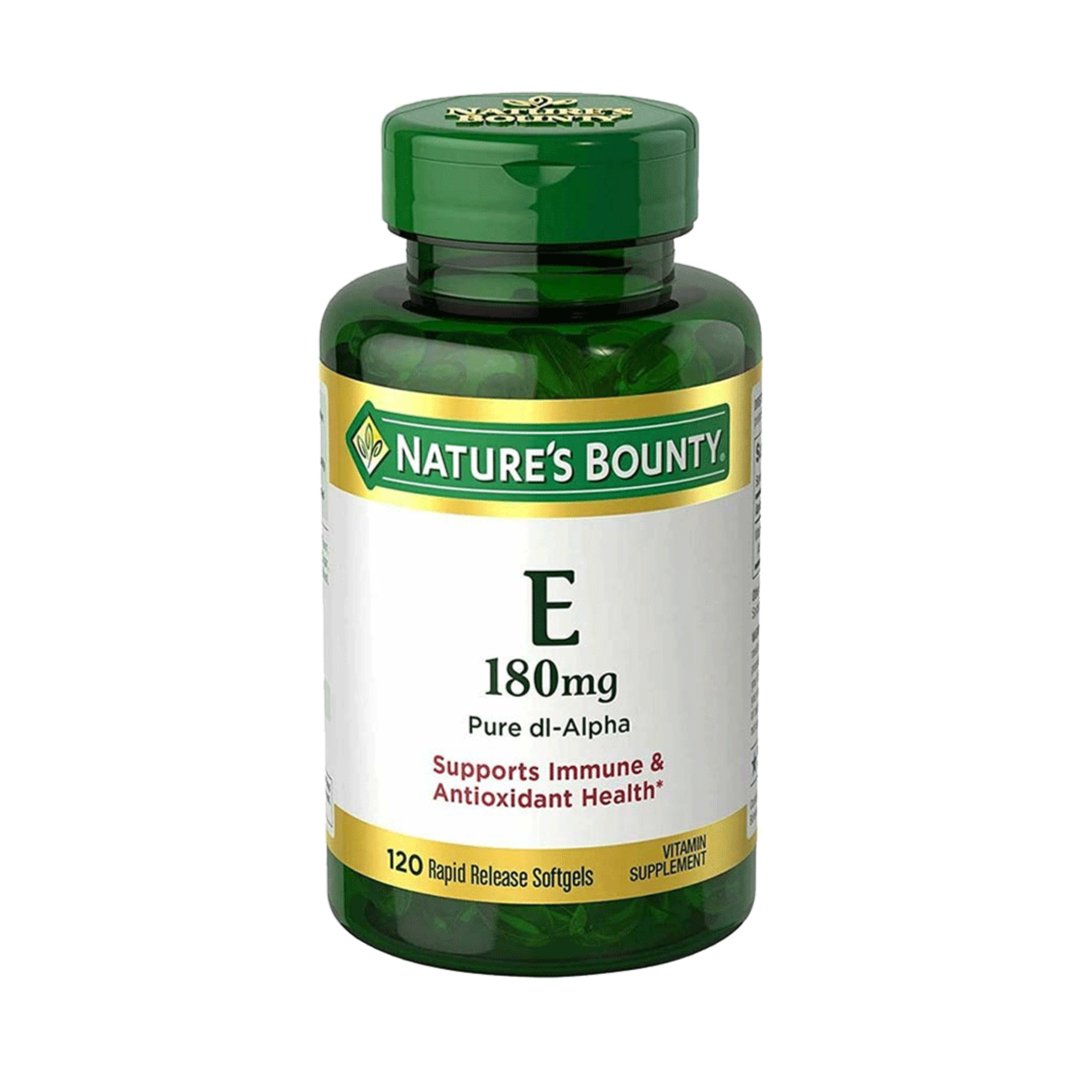 NATURE'S
BOUNTY
NATURE'S BOUNTY®
E
180mg
Pure dl-Alpha
Supports Immune &
Antioxidant Health*
120 Rapid Release Softgels
VITAMIN
SUPPLEMENT